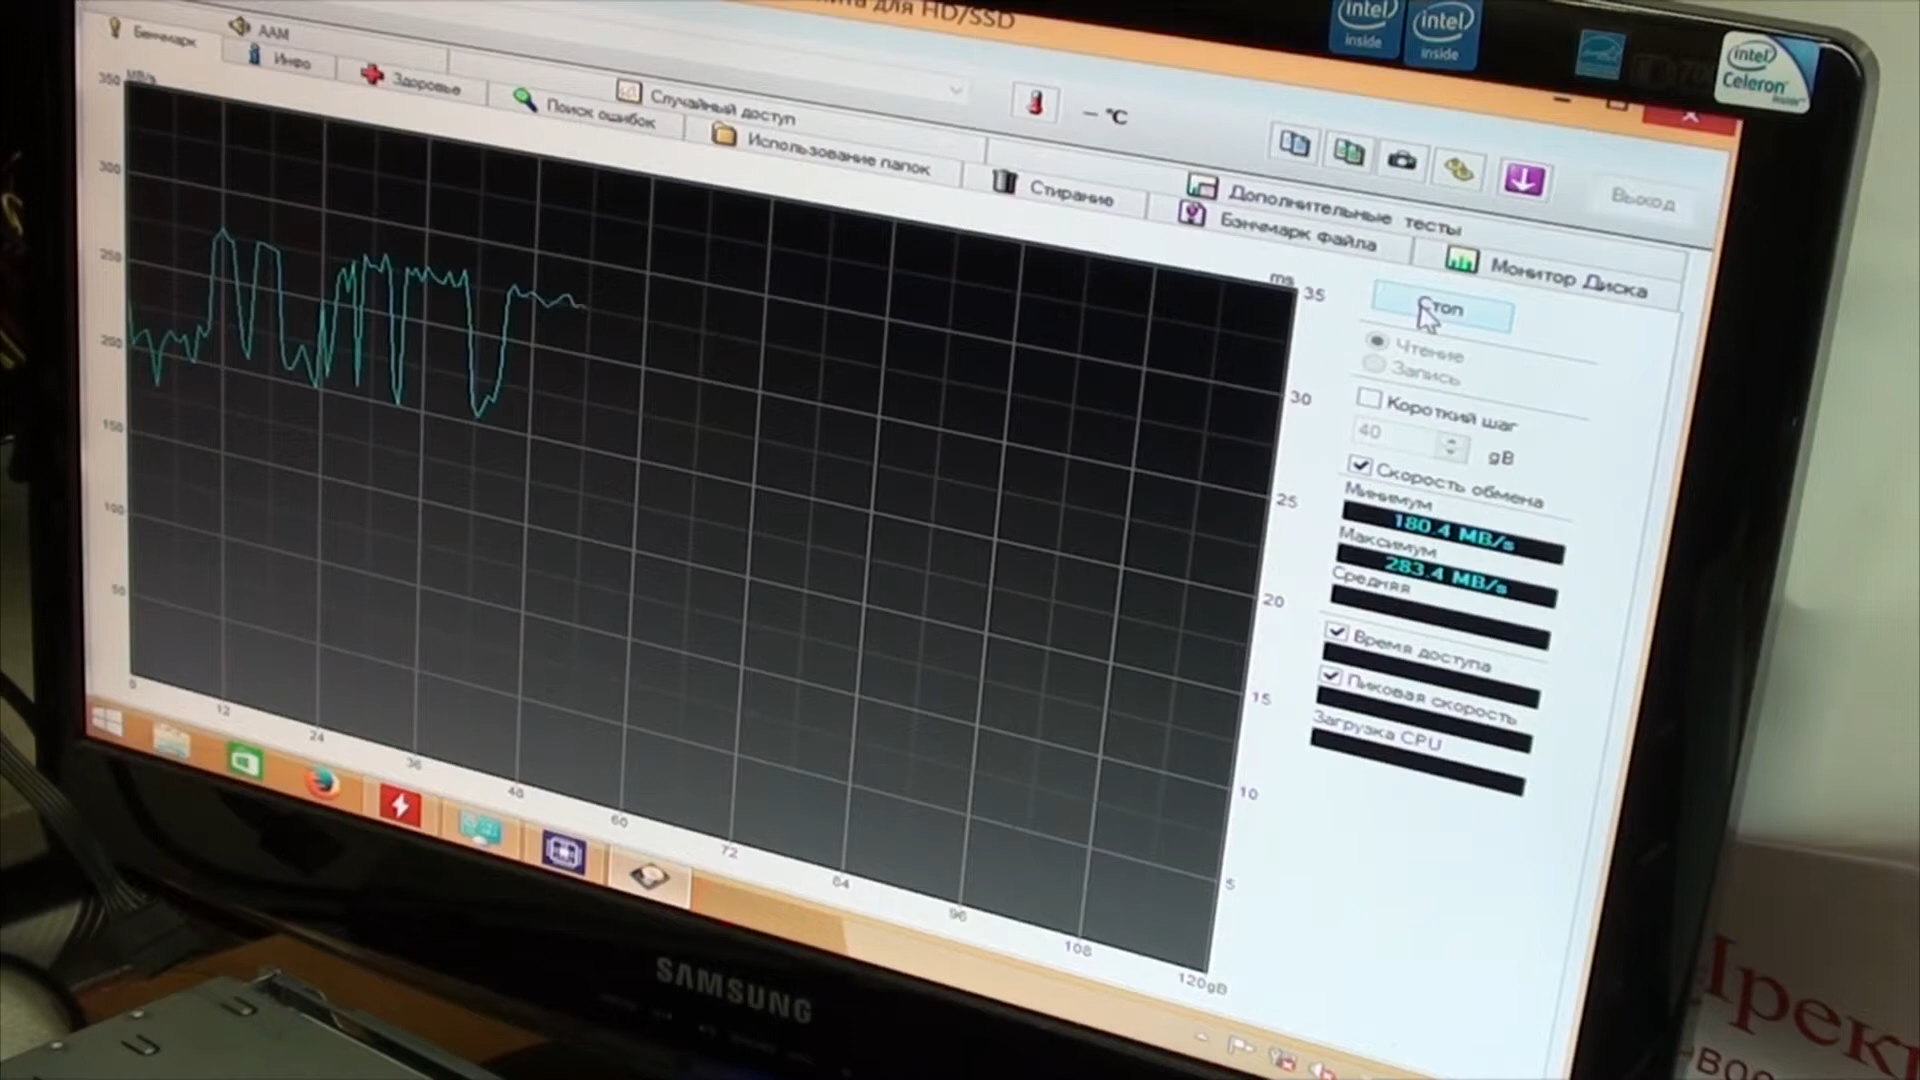 для HD/SSD
intel
inside
intel
inside
intel
Celeron
inside
Бенчмарк
ААМ
Инфо
Здоровье
Поиск ошибок
Случайный доступ
Использование папок
– °C
Стирание
Дополнительные тесты
Бэнчмарк файла
Монитор Диска
Выход
MB/s
350
300
250
200
150
100
50
ms
35
30
25
20
15
10
5
0
12
24
36
48
60
72
84
96
108
120gB
Стоп
Чтение
Запись
Короткий шаг
40
gB
Скорость обмена
Минимум
180.4 MB/s
Максимум
283.4 MB/s
Средняя
Время доступа
Пиковая скорость
Загрузка CPU
SAMSUNG